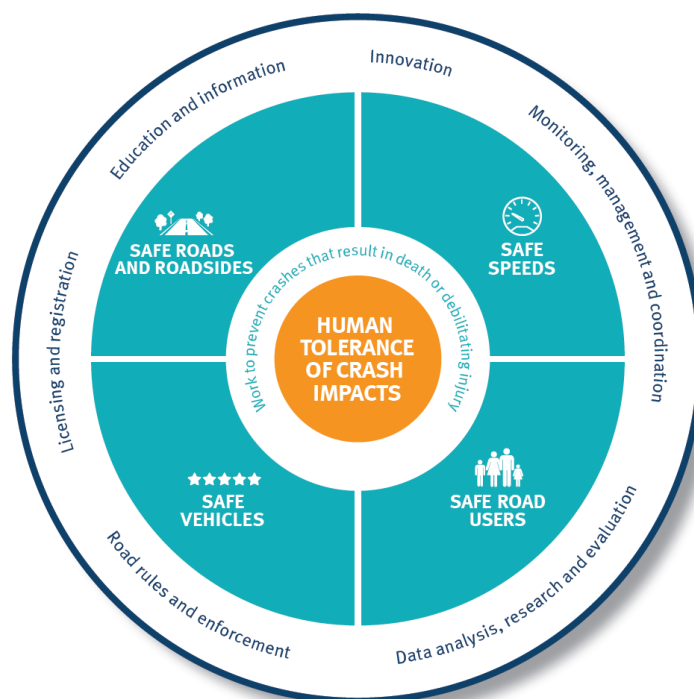 Innovation
Education and information
Monitoring, management and coordination
Licensing and registration
SAFE ROADS
AND ROADSIDES
SAFE
SPEEDS
Work to prevent crashes that result in death or debilitating injury
HUMAN
TOLERANCE
OF CRASH
IMPACTS
SAFE
VEHICLES
SAFE ROAD
USERS
Road rules and enforcement
Data analysis, research and evaluation